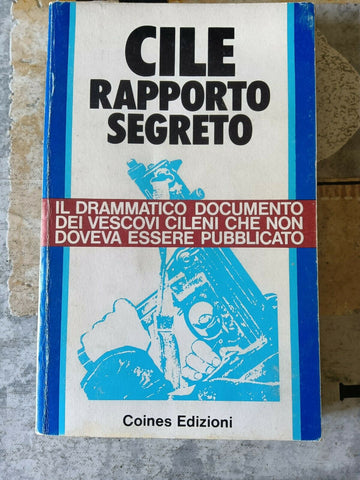 CILE
RAPPORTO
SEGRETO
IL DRAMMATICO DOCUMENTO
DEI VESCOVI CILENI CHE NON
DOVEVA ESSERE PUBBLICATO
Coines Edizioni